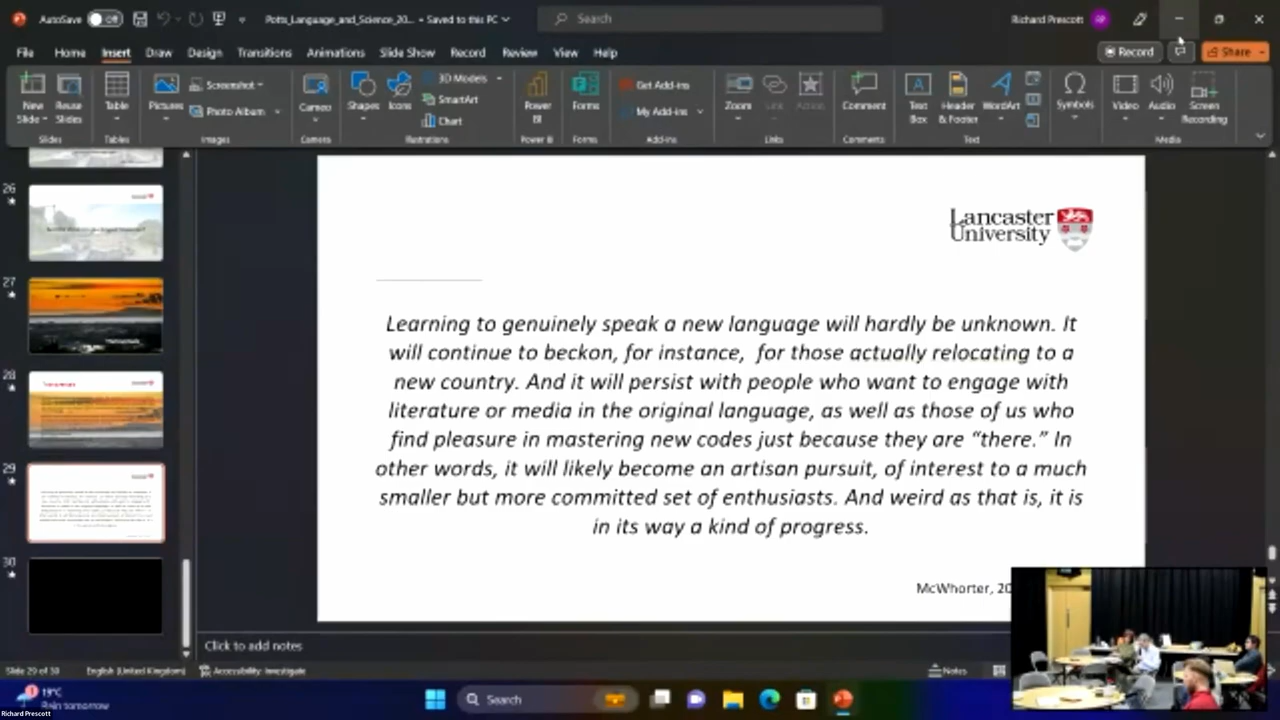 AutoSave Off
Potts_Language_and_Science_20... • Saved to this PC
Search
Richard Prescott
File Home Insert Draw Design Transitions Animations Slide Show Record Review View Help
Record
Share
New Slide
Reuse Slides
Table
Pictures
Screenshot
Photo Album
Cameo
Shapes
Icons
3D Models
SmartArt
Chart
Power BI
Forms
Get Add-ins
My Add-ins
Zoom
Link
Action
Comment
Text Box
Header & Footer
WordArt
Symbols
Video
Audio
Screen Recording
Slides Tables Images Camera Illustrations Power BI Forms Add-ins Links Comments Text Media
26
27
28
29
30
Lancaster
University
Learning to genuinely speak a new language will hardly be unknown. It
will continue to beckon, for instance, for those actually relocating to a
new country. And it will persist with people who want to engage with
literature or media in the original language, as well as those of us who
find pleasure in mastering new codes just because they are “there.” In
other words, it will likely become an artisan pursuit, of interest to a much
smaller but more committed set of enthusiasts. And weird as that is, it is
in its way a kind of progress.
McWhorter, 20
Click to add notes
Slide 29 of 30 English (United Kingdom) Accessibility: Investigate
Notes
1
19°C
Rain tomorrow
Search
Richard Prescott